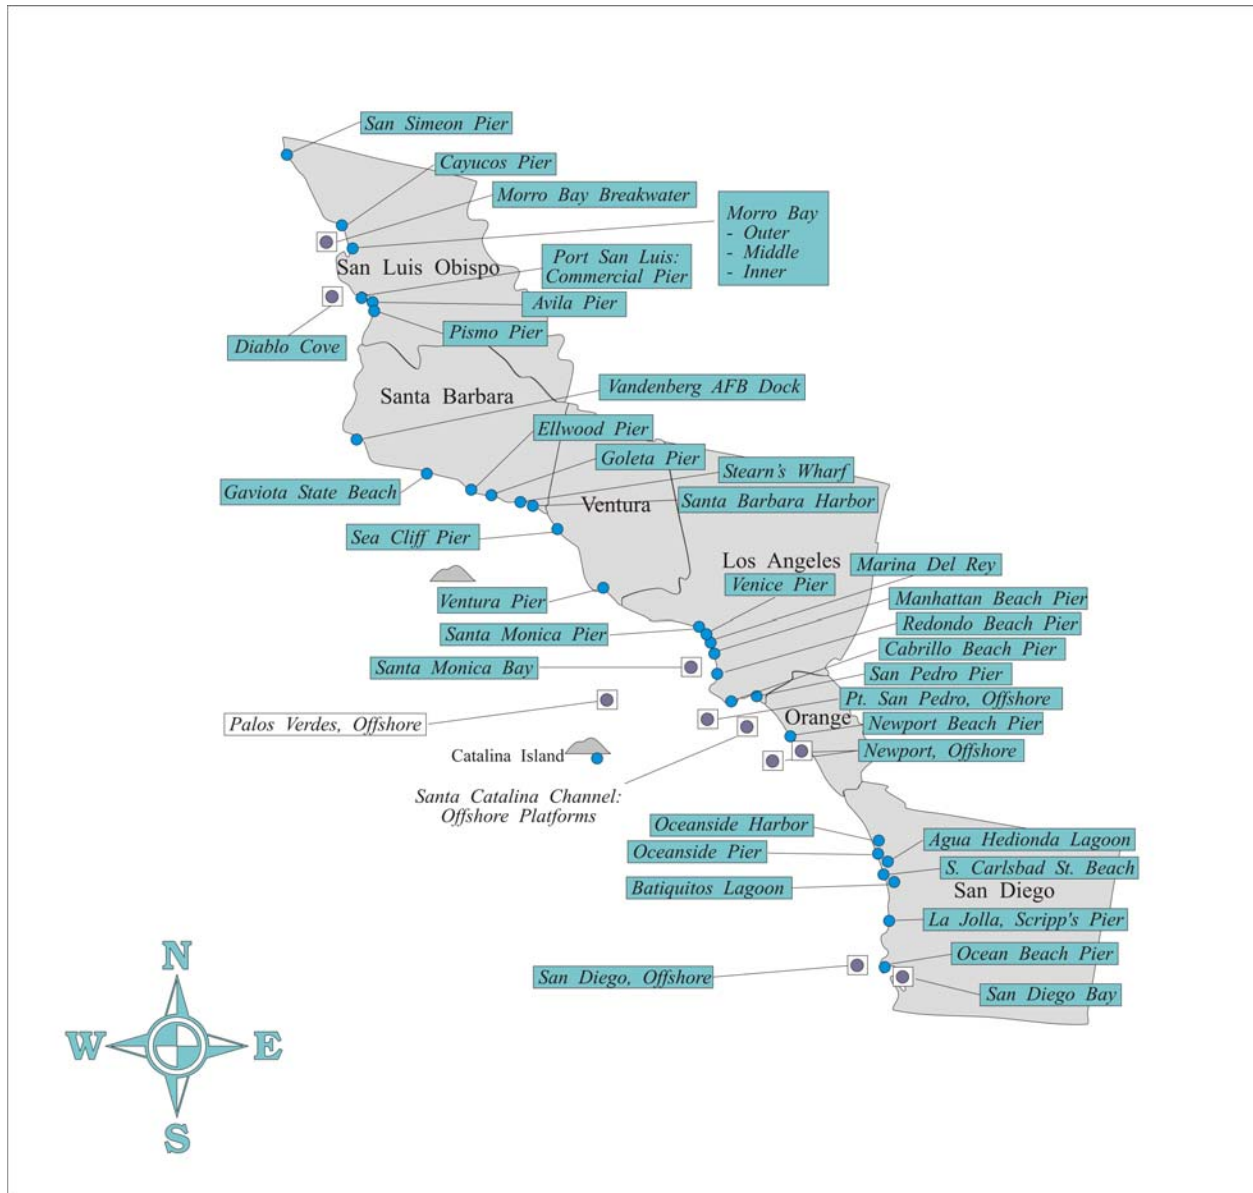 San Simeon Pier
Cayucos Pier
Morro Bay Breakwater
Morro Bay
- Outer
- Middle
- Inner
San Luis Obispo
Port San Luis:
Commercial Pier
Avila Pier
Pismo Pier
Diablo Cove
Santa Barbara
Vandenberg AFB Dock
Ellwood Pier
Goleta Pier
Stearn's Wharf
Gaviota State Beach
Santa Barbara Harbor
Ventura
Sea Cliff Pier
Los Angeles
Marina Del Rey
Venice Pier
Ventura Pier
Manhattan Beach Pier
Redondo Beach Pier
Santa Monica Pier
Cabrillo Beach Pier
Santa Monica Bay
San Pedro Pier
Pt. San Pedro, Offshore
Palos Verdes, Offshore
Orange
Newport Beach Pier
Newport, Offshore
Catalina Island
Santa Catalina Channel:
Offshore Platforms
Oceanside Harbor
Agua Hedionda Lagoon
Oceanside Pier
S. Carlsbad St. Beach
Batiquitos Lagoon
San Diego
La Jolla, Scripp's Pier
Ocean Beach Pier
San Diego, Offshore
San Diego Bay
N
W E
S